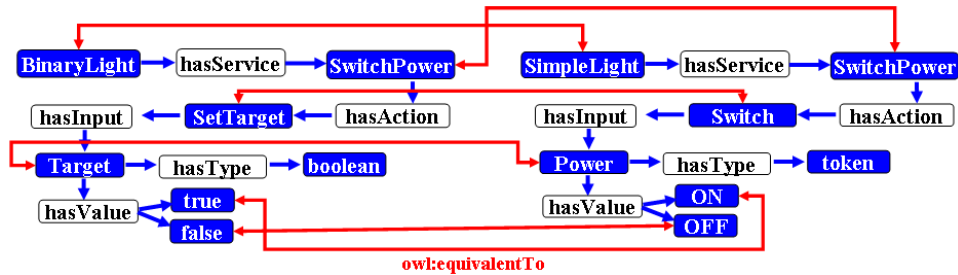 BinaryLight hasService SwitchPower SimpleLight hasService SwitchPower
hasInput SetTarget hasAction hasInput Switch hasAction
Target hasType boolean Power hasType token
hasValue true hasValue ON
false OFF
owl:equivalentTo